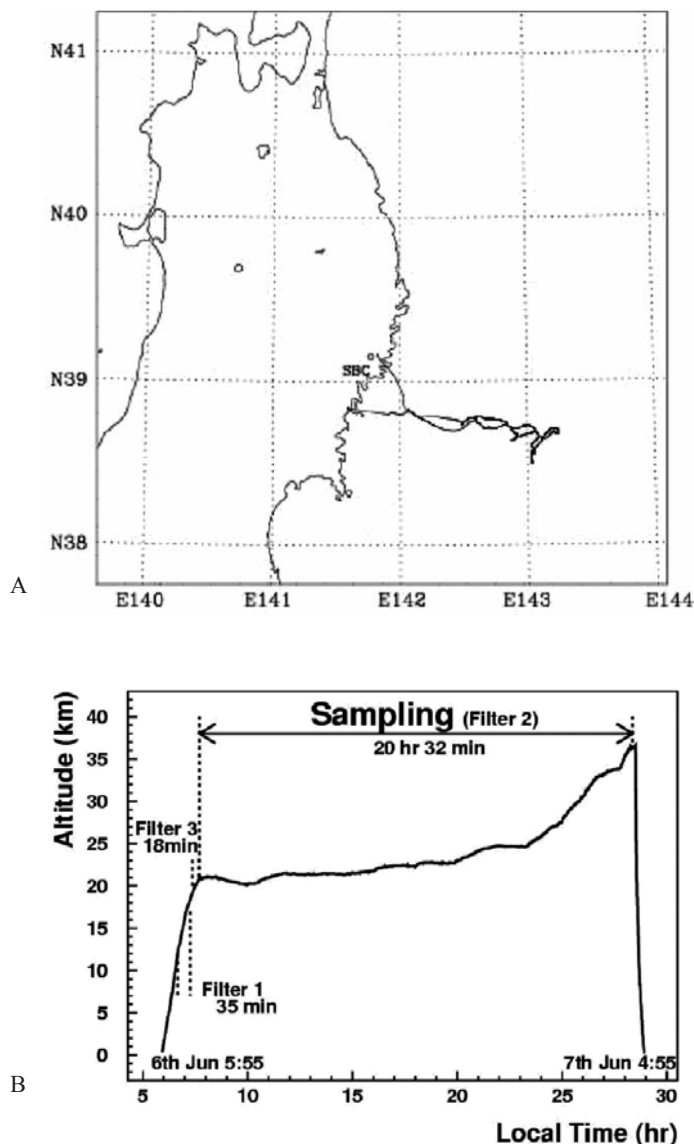 N41
N40
N39
N38
SBC
A
E140 E141 E142 E143 E144
Altitude (km)
40
35
30
25
20
15
10
5
0
Sampling (Filter 2)
20 hr 32 min
Filter 3
18min
Filter 1
35 min
6th Jun 5:55 7th Jun 4:55
B
5 10 15 20 25 30
Local Time (hr)